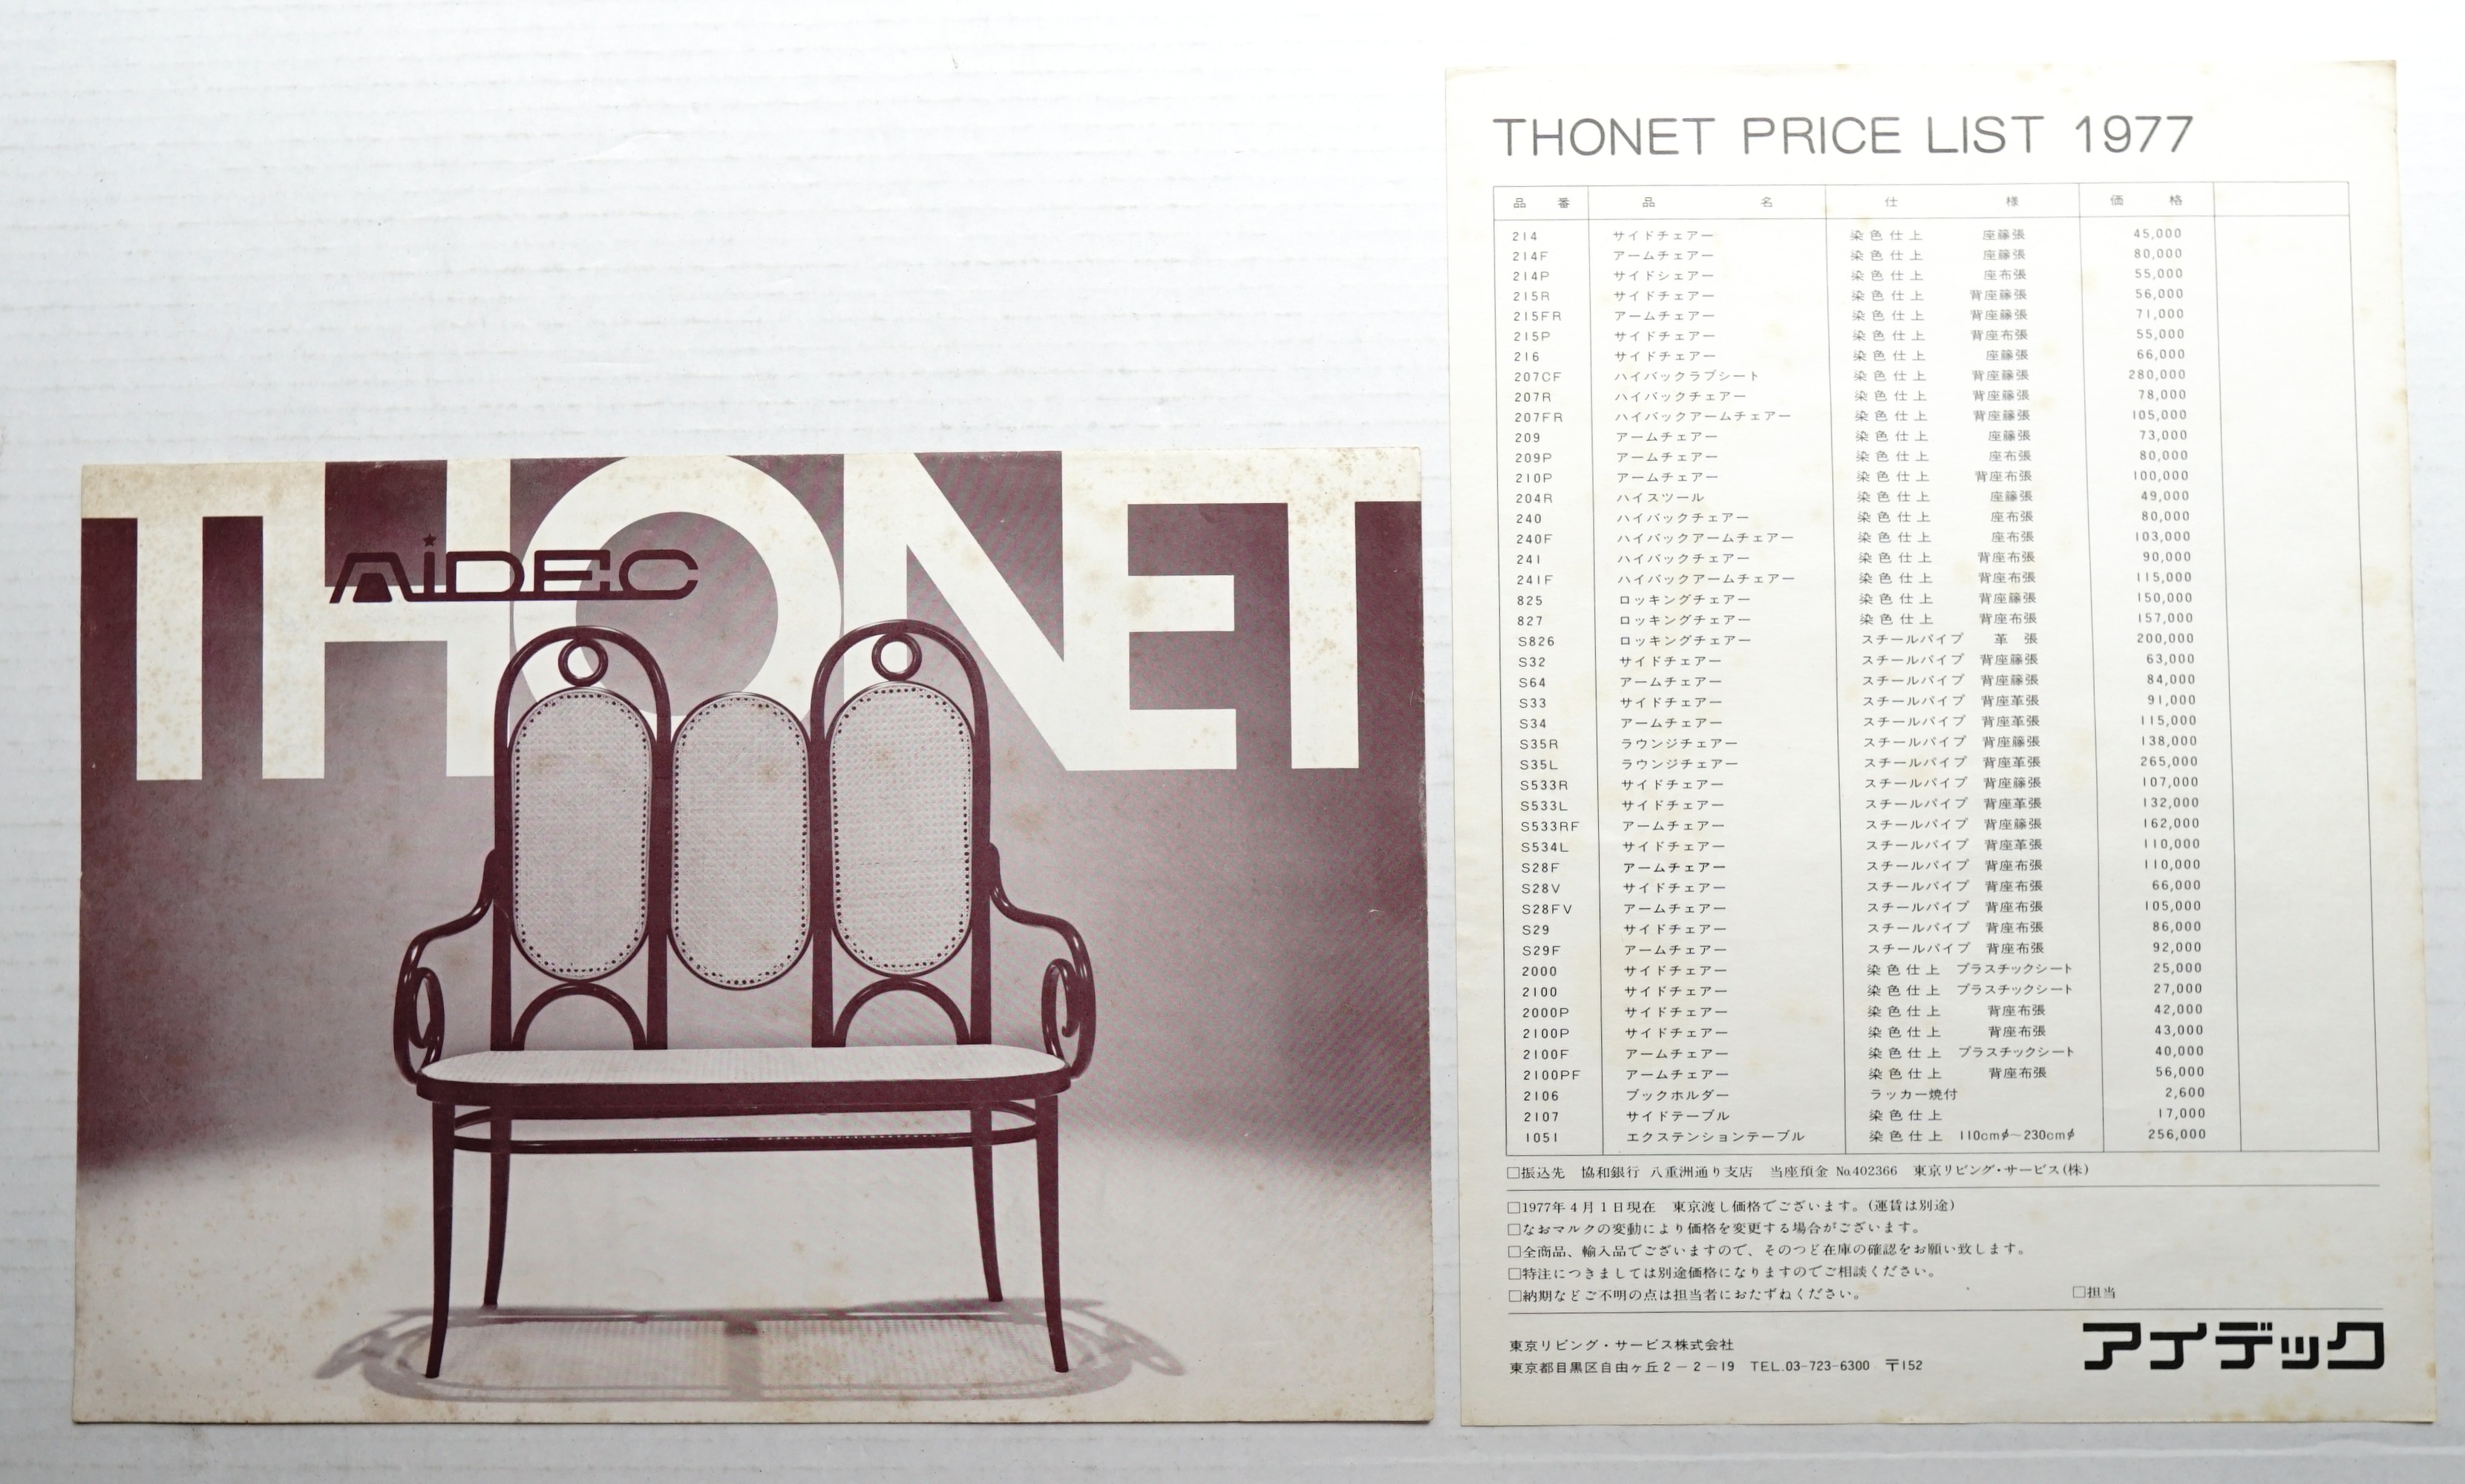 THONET
AiDEC
THONET PRICE LIST 1977
品番 品名 仕様 価格
214 サイドチェアー 染色仕上 座籐張 45,000
214F アームチェアー 染色仕上 座籐張 80,000
214P サイドシェアー 染色仕上 座布張 55,000
215R サイドチェアー 染色仕上 背座籐張 56,000
215FR アームチェアー 染色仕上 背座籐張 71,000
215P サイドチェアー 染色仕上 背座布張 55,000
216 サイドチェアー 染色仕上 座籐張 66,000
207CF ハイバックラブシート 染色仕上 背座籐張 280,000
207R ハイバックチェアー 染色仕上 背座籐張 78,000
207FR ハイバックアームチェアー 染色仕上 背座籐張 105,000
209 アームチェアー 染色仕上 座籐張 73,000
209P アームチェアー 染色仕上 座布張 80,000
210P アームチェアー 染色仕上 背座布張 100,000
204R ハイスツール 染色仕上 座籐張 49,000
240 ハイバックチェアー 染色仕上 座布張 80,000
240F ハイバックアームチェアー 染色仕上 座布張 103,000
241 ハイバックチェアー 染色仕上 背座布張 90,000
241F ハイバックアームチェアー 染色仕上 背座布張 115,000
825 ロッキングチェアー 染色仕上 背座籐張 150,000
827 ロッキングチェアー 染色仕上 背座布張 157,000
S826 ロッキングチェアー スチールパイプ 革張 200,000
S32 サイドチェアー スチールパイプ 背座籐張 63,000
S64 アームチェアー スチールパイプ 背座籐張 84,000
S33 サイドチェアー スチールパイプ 背座革張 91,000
S34 アームチェアー スチールパイプ 背座革張 115,000
S35R ラウンジチェアー スチールパイプ 背座籐張 138,000
S35L ラウンジチェアー スチールパイプ 背座革張 265,000
S533R サイドチェアー スチールパイプ 背座籐張 107,000
S533L サイドチェアー スチールパイプ 背座革張 132,000
S533RF アームチェアー スチールパイプ 背座籐張 162,000
S534L サイドチェアー スチールパイプ 背座革張 110,000
S28F アームチェアー スチールパイプ 背座布張 110,000
S28V サイドチェアー スチールパイプ 背座布張 66,000
S28FV アームチェアー スチールパイプ 背座布張 105,000
S29 サイドチェアー スチールパイプ 背座布張 86,000
S29F アームチェアー スチールパイプ 背座布張 92,000
2000 サイドチェアー 染色仕上 プラスチックシート 25,000
2100 サイドチェアー 染色仕上 プラスチックシート 27,000
2000P サイドチェアー 染色仕上 背座布張 42,000
2100P サイドチェアー 染色仕上 背座布張 43,000
2100F アームチェアー 染色仕上 プラスチックシート 40,000
2100PF アームチェアー 染色仕上 背座布張 56,000
2106 ブックホルダー ラッカー焼付 2,600
2107 サイドテーブル 染色仕上 17,000
1051 エクステンションテーブル 染色仕上 110cmφ~230cmφ 256,000
□振込先 協和銀行 八重洲通り支店 当座預金 No.402366 東京リビング・サービス(株)
□1977年4月1日現在 東京渡し価格でございます。(運賃は別途)
□なおマルクの変動により価格を変更する場合がございます。
□全商品、輸入品でございますので、そのつど在庫の確認をお願い致します。
□特注につきましては別途価格になりますのでご相談ください。
□納期などご不明の点は担当者におたずねください。 □担当
東京リビング・サービス株式会社
東京都目黒区自由ヶ丘2-2-19 TEL.03-723-6300 〒152
アイデック